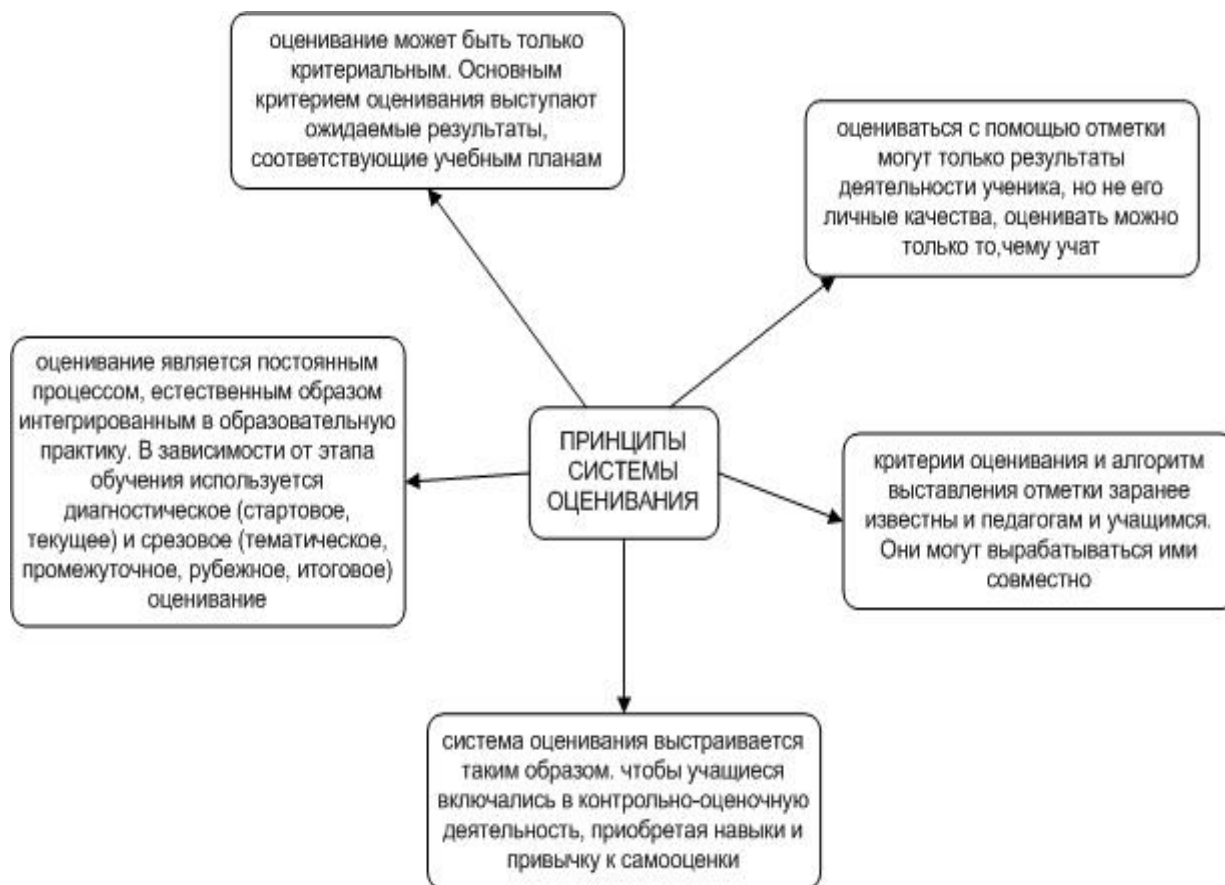 оценивание может быть только
критериальным. Основным
критерием оценивания выступают
ожидаемые результаты,
соответствующие учебным планам
оцениваться с помощью отметки
могут только результаты
деятельности ученика, но не его
личные качества, оценивать можно
только то,чему учат
оценивание является постоянным
процессом, естественным образом
интегрированным в образовательную
практику. В зависимости от этапа
обучения используется
диагностическое (стартовое,
текущее) и срезовое (тематическое,
промежуточное, рубежное, итоговое)
оценивание
ПРИНЦИПЫ
СИСТЕМЫ
ОЦЕНИВАНИЯ
критерии оценивания и алгоритм
выставления отметки заранее
известны и педагогам и учащимся.
Они могут вырабатываться ими
совместно
система оценивания выстраивается
таким образом. чтобы учащиеся
включались в контрольно-оценочную
деятельность, приобретая навыки и
привычку к самооценки